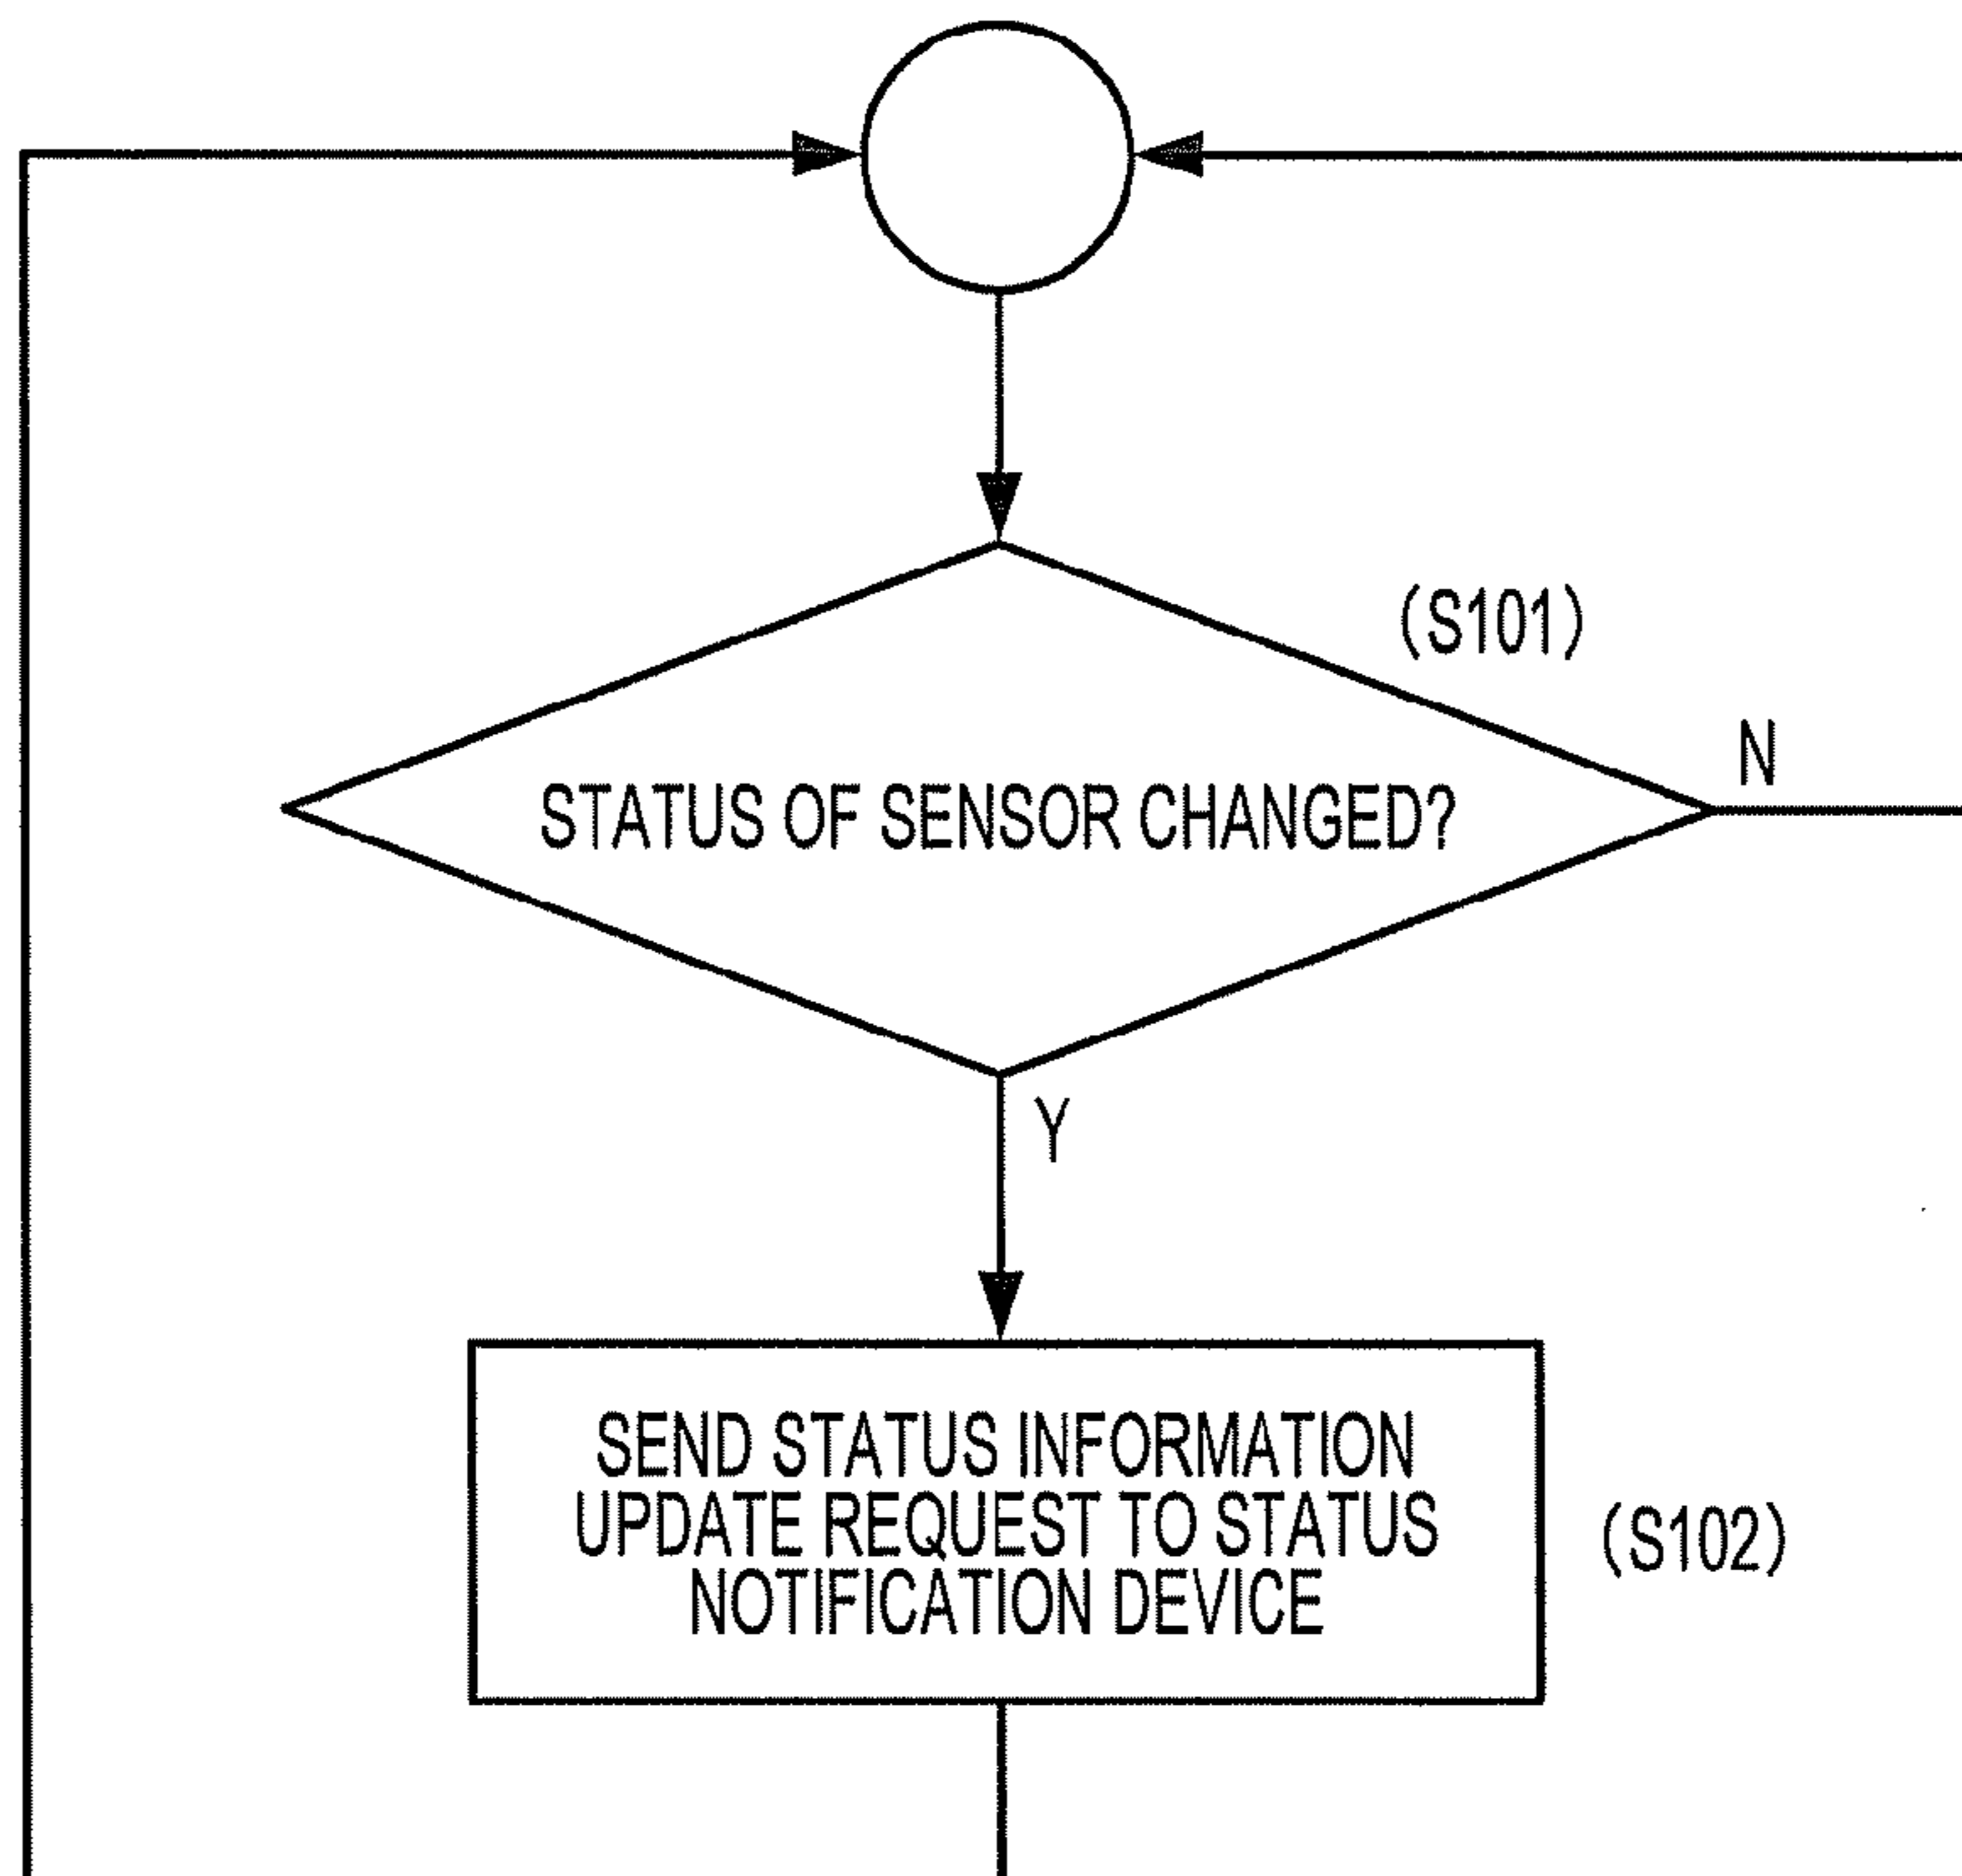 (S101)
N
STATUS OF SENSOR CHANGED?
Y
SEND STATUS INFORMATION
UPDATE REQUEST TO STATUS
NOTIFICATION DEVICE
(S102)